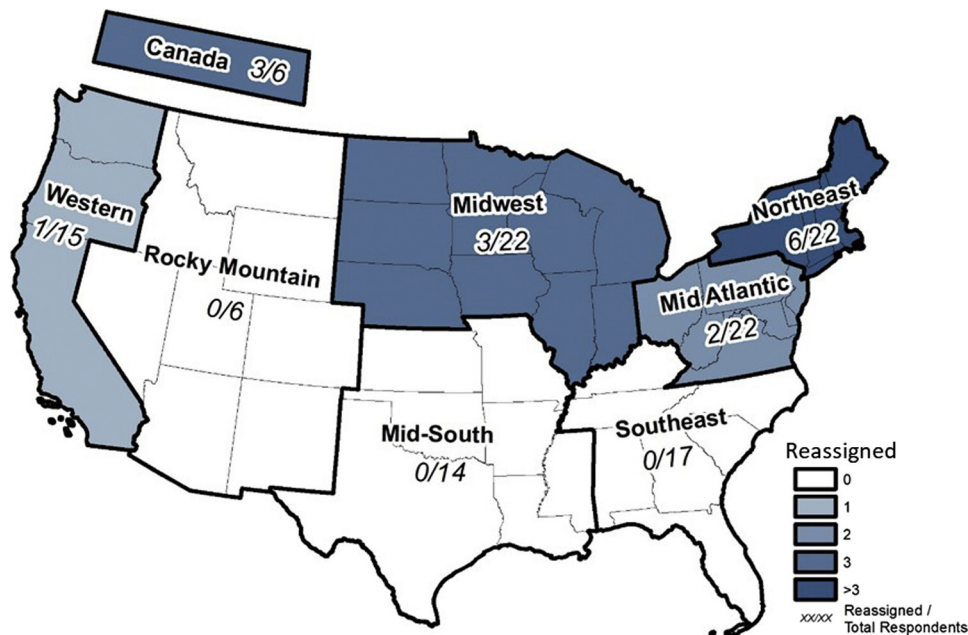 Canada 3/6
Western
1/15
Rocky Mountain
0/6
Midwest
3/22
Northeast
6/22
Mid Atlantic
2/22
Mid-South
0/14
Southeast
0/17
Reassigned
0
1
2
3
>3
xx/xx Reassigned /
Total Respondents